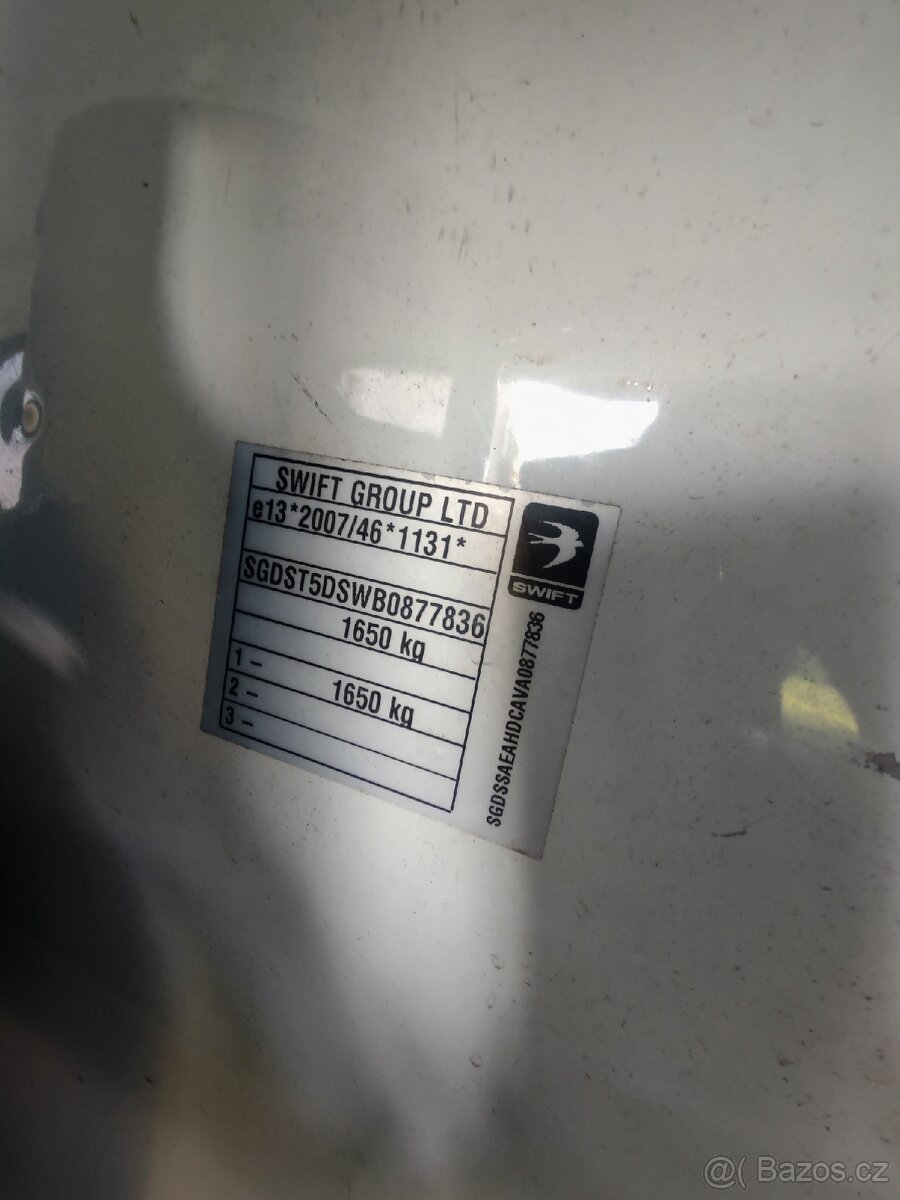 SWIFT GROUP LTD
e13*2007/46*1131*
SGDST5DSWB0877836
1650 kg
1 -
2 - 1650 kg
3 -
SWIFT
SGDSSAEAHDCAVA0877836
@( Bazos.cz